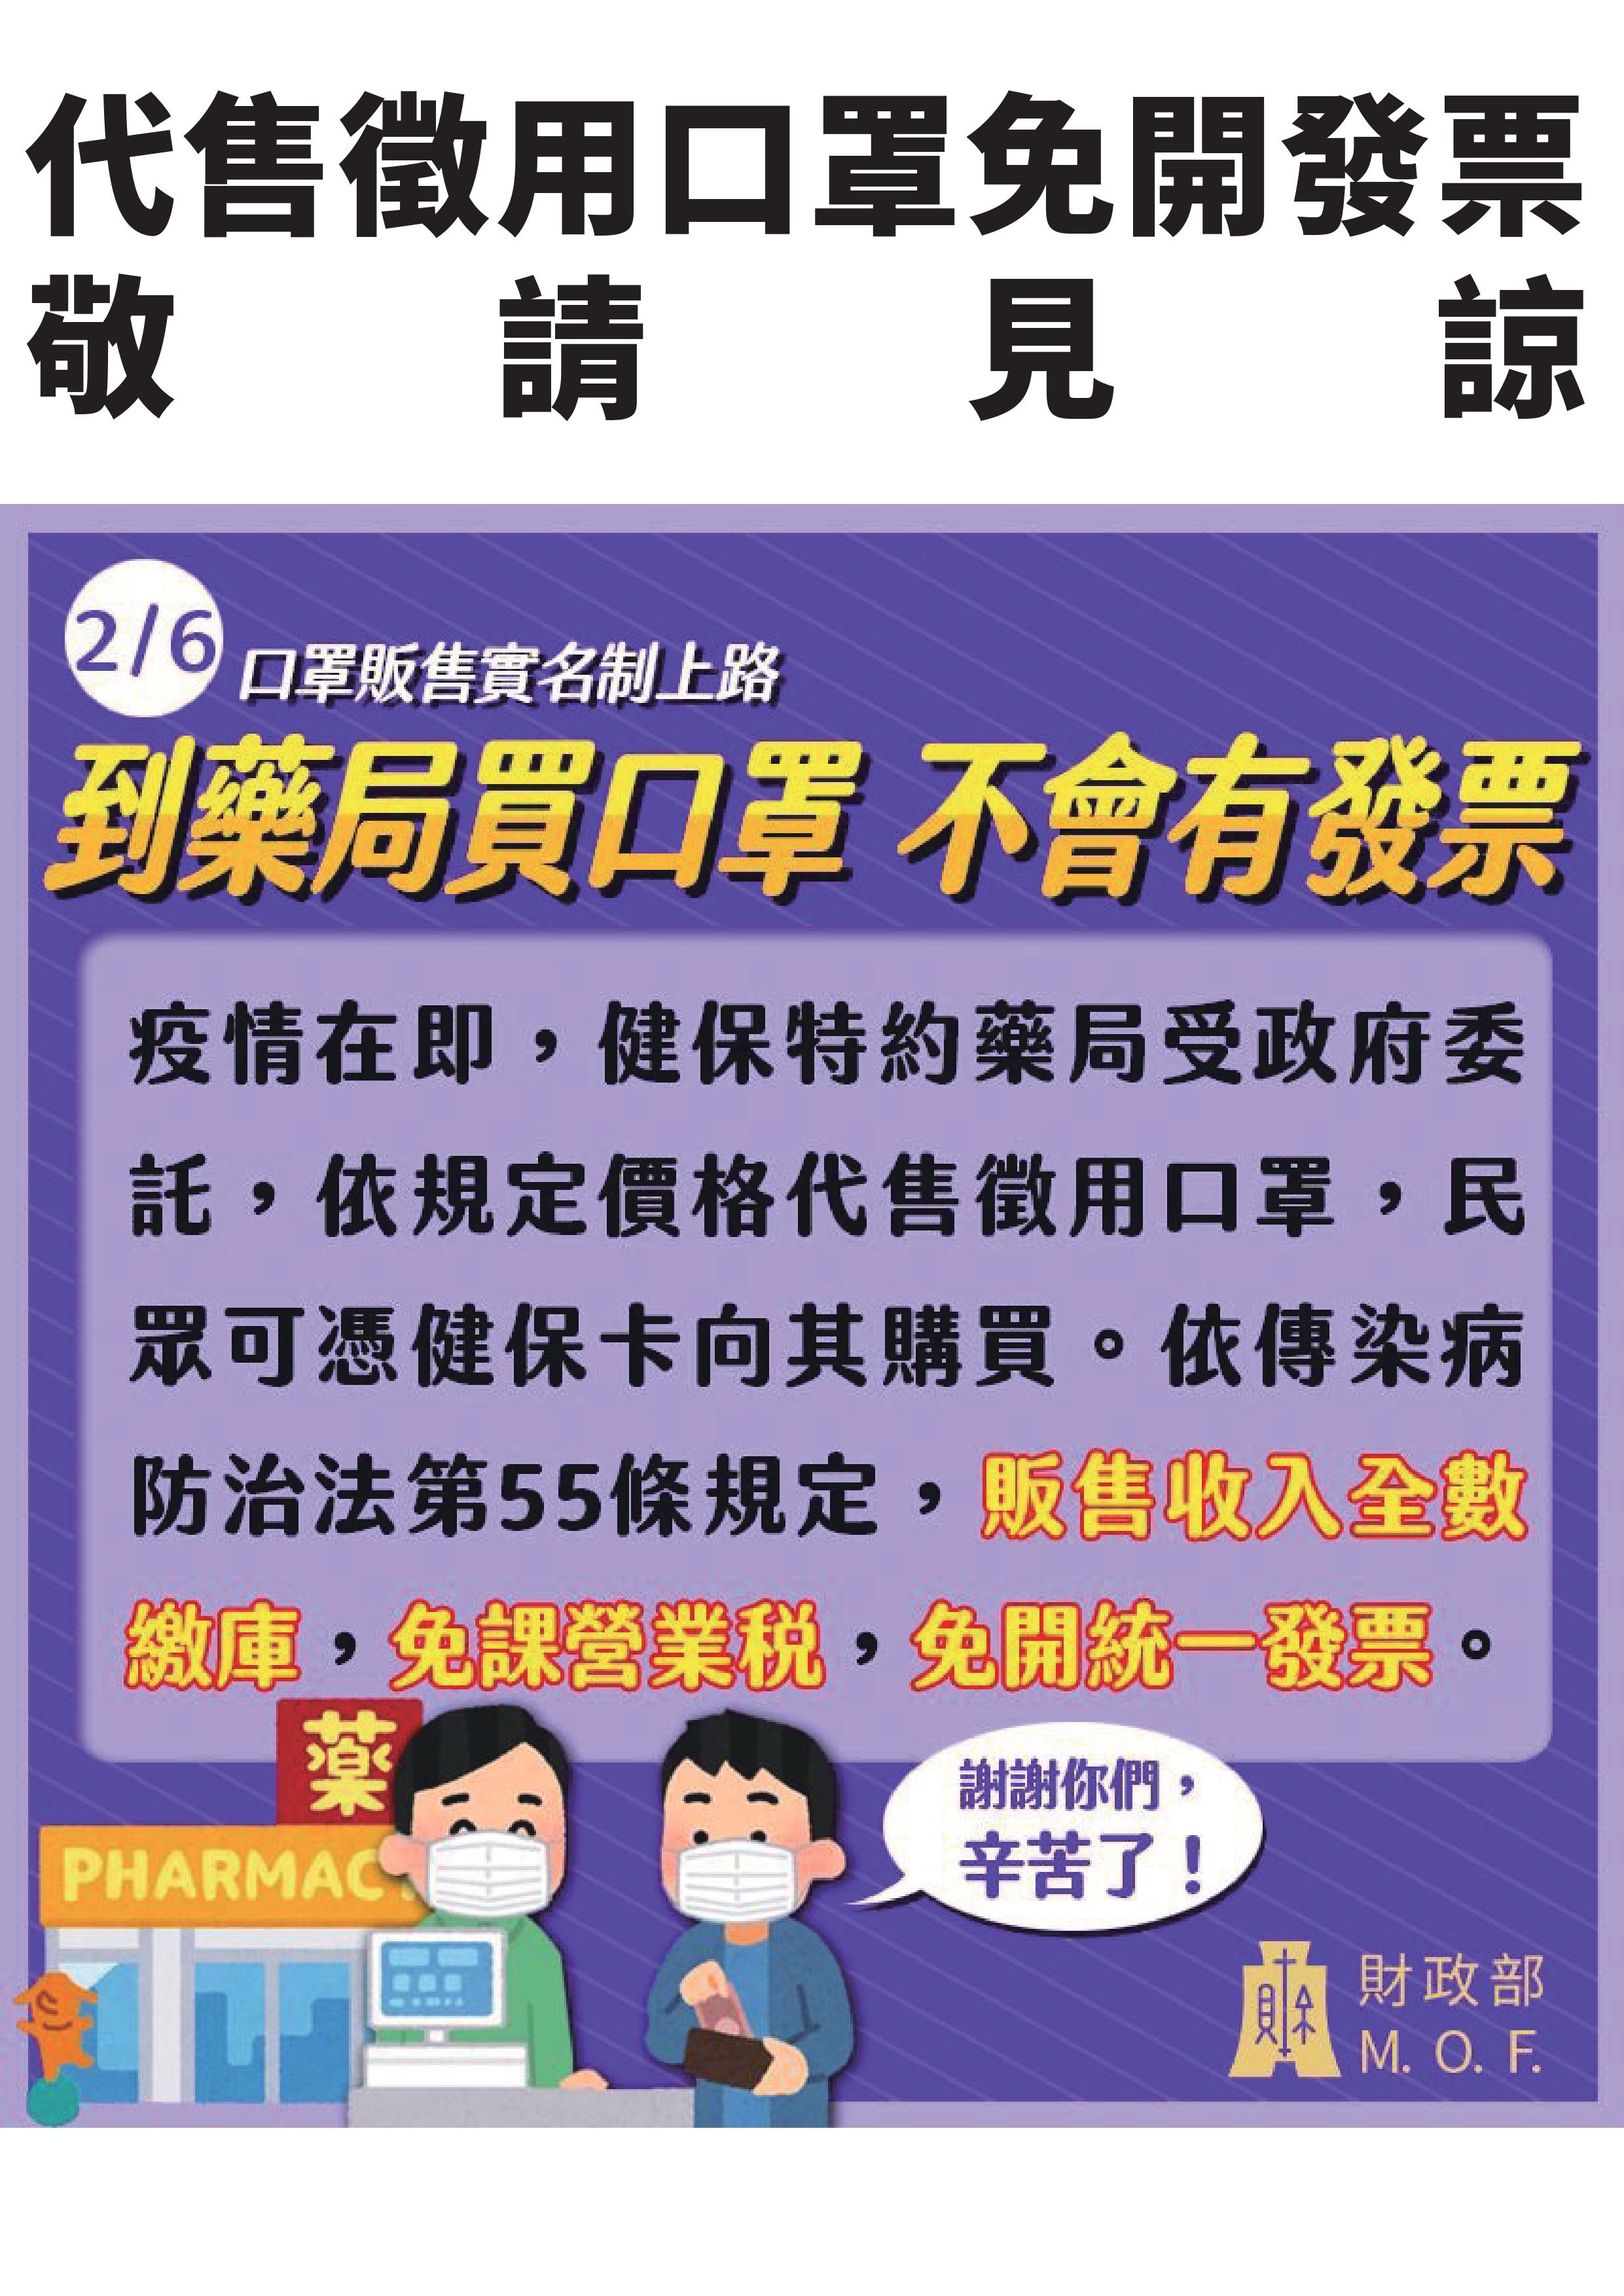 代售徵用口罩免開發票
敬請見諒
2/6
口罩販售實名制上路
到藥局買口罩 不會有發票
疫情在即，健保特約藥局受政府委
託，依規定價格代售徵用口罩，民
眾可憑健保卡向其購買。依傳染病
防治法第55條規定，販售收入全數
繳庫，免課營業稅，免開統一發票。
薬
PHARMACY
謝謝你們，
辛苦了！
財政部
M. O. F.